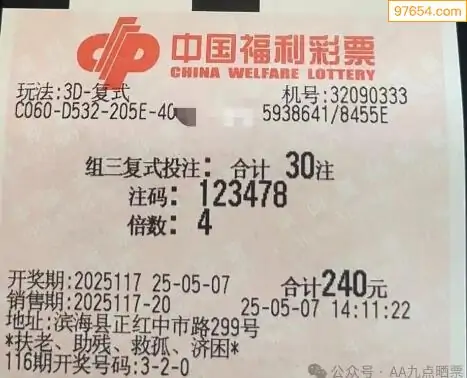 97654.com
中国福利彩票
CHINA WELFARE LOTTERY
玩法:3D-复式 机号:32090333
C060-D532-205E-40 5938641/8455E
组三复式投注: 合计 30注
注码: 123478
倍数: 4
开奖期:2025117 25-05-07 合计240元
销售期:2025117-20 25-05-07 14:11:22
地址:滨海县正红中市路299号
*扶老、助残、救孤、济困*
116期开奖号码:3-2-0
公众号 · AA九点晒票